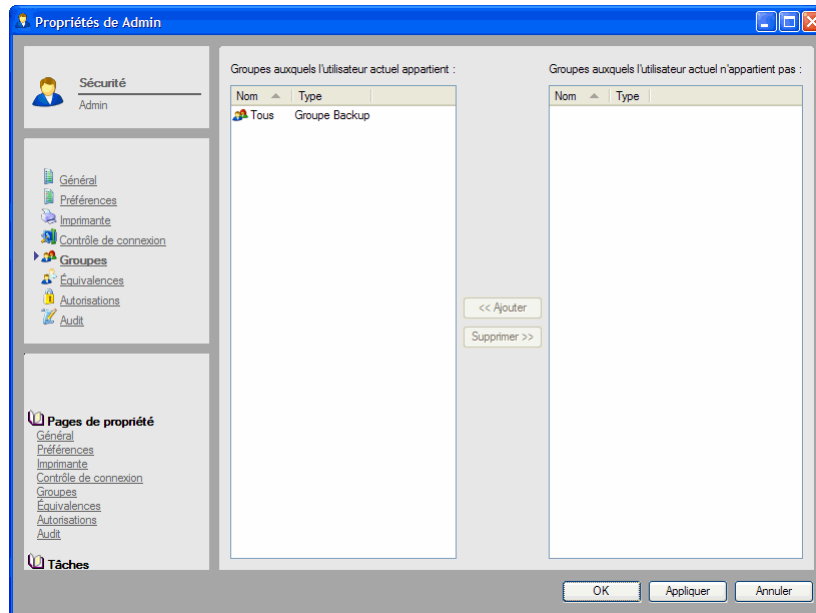 Propriétés de Admin
Sécurité
Admin
Général
Préférences
Imprimante
Contrôle de connexion
Groupes
Équivalences
Autorisations
Audit
Pages de propriété
Général
Préférences
Imprimante
Contrôle de connexion
Groupes
Équivalences
Autorisations
Audit
Tâches
Groupes auxquels l'utilisateur actuel appartient :
Nom Type
Tous Groupe Backup
<< Ajouter
Supprimer >>
Groupes auxquels l'utilisateur actuel n'appartient pas :
Nom Type
OK Appliquer Annuler